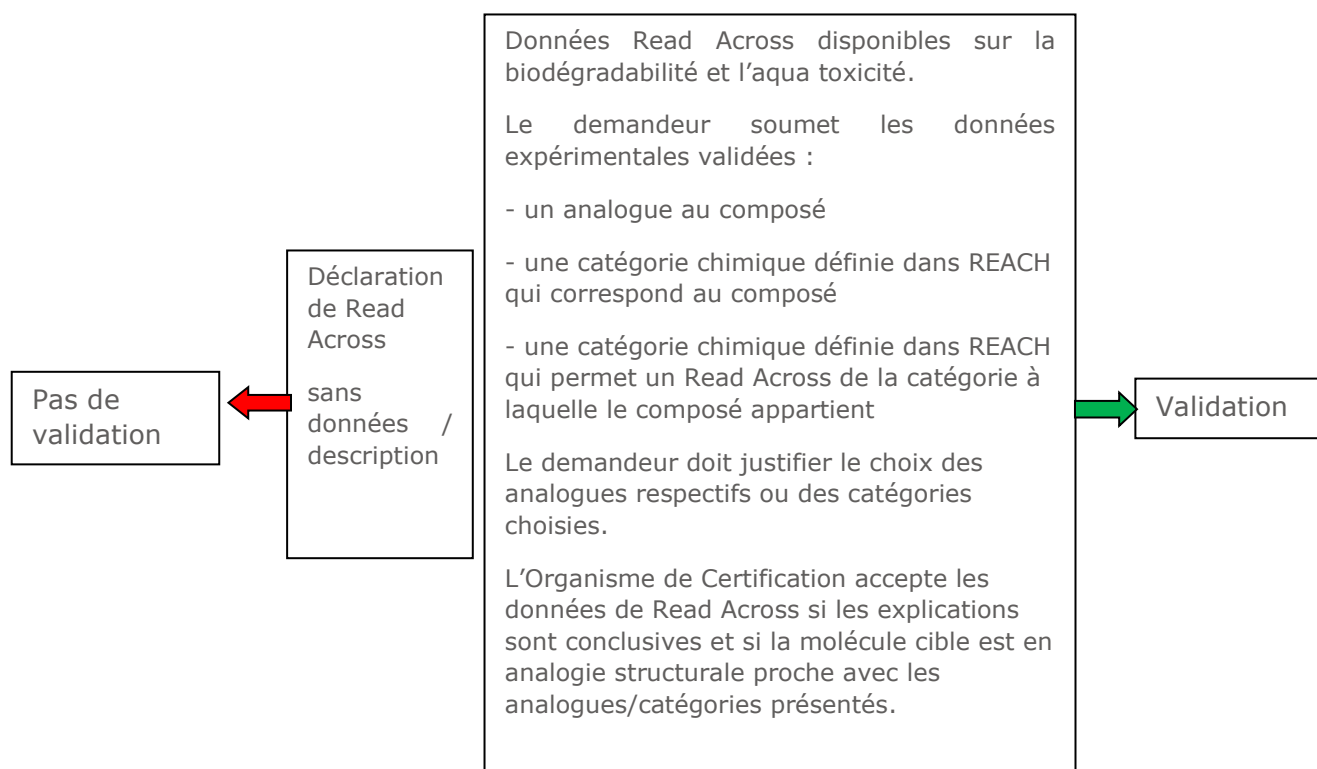 Pas de
validation
Déclaration
de Read
Across
sans
données /
description
Données Read Across disponibles sur la
biodégradabilité et l’aqua toxicité.
Le demandeur soumet les données
expérimentales validées :
- un analogue au composé
- une catégorie chimique définie dans REACH
qui correspond au composé
- une catégorie chimique définie dans REACH
qui permet un Read Across de la catégorie à
laquelle le composé appartient
Le demandeur doit justifier le choix des
analogues respectifs ou des catégories
choisies.
L’Organisme de Certification accepte les
données de Read Across si les explications
sont conclusives et si la molécule cible est en
analogie structurale proche avec les
analogues/catégories présentés.
Validation